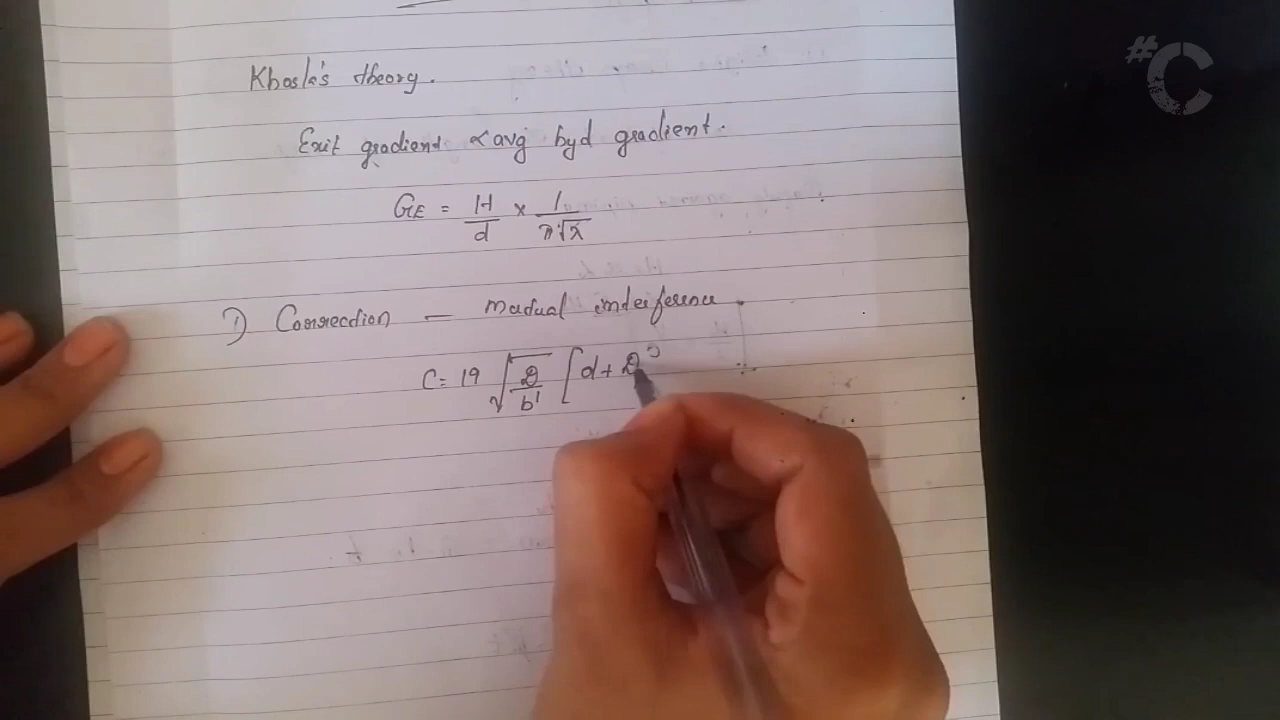 Khosla's theory.
Exit gradient ∝ avg hyd gradient.
GE = H/d × 1/π√λ
1) Correction — mutual interference
C = 19 √D/b' [d + D
#C